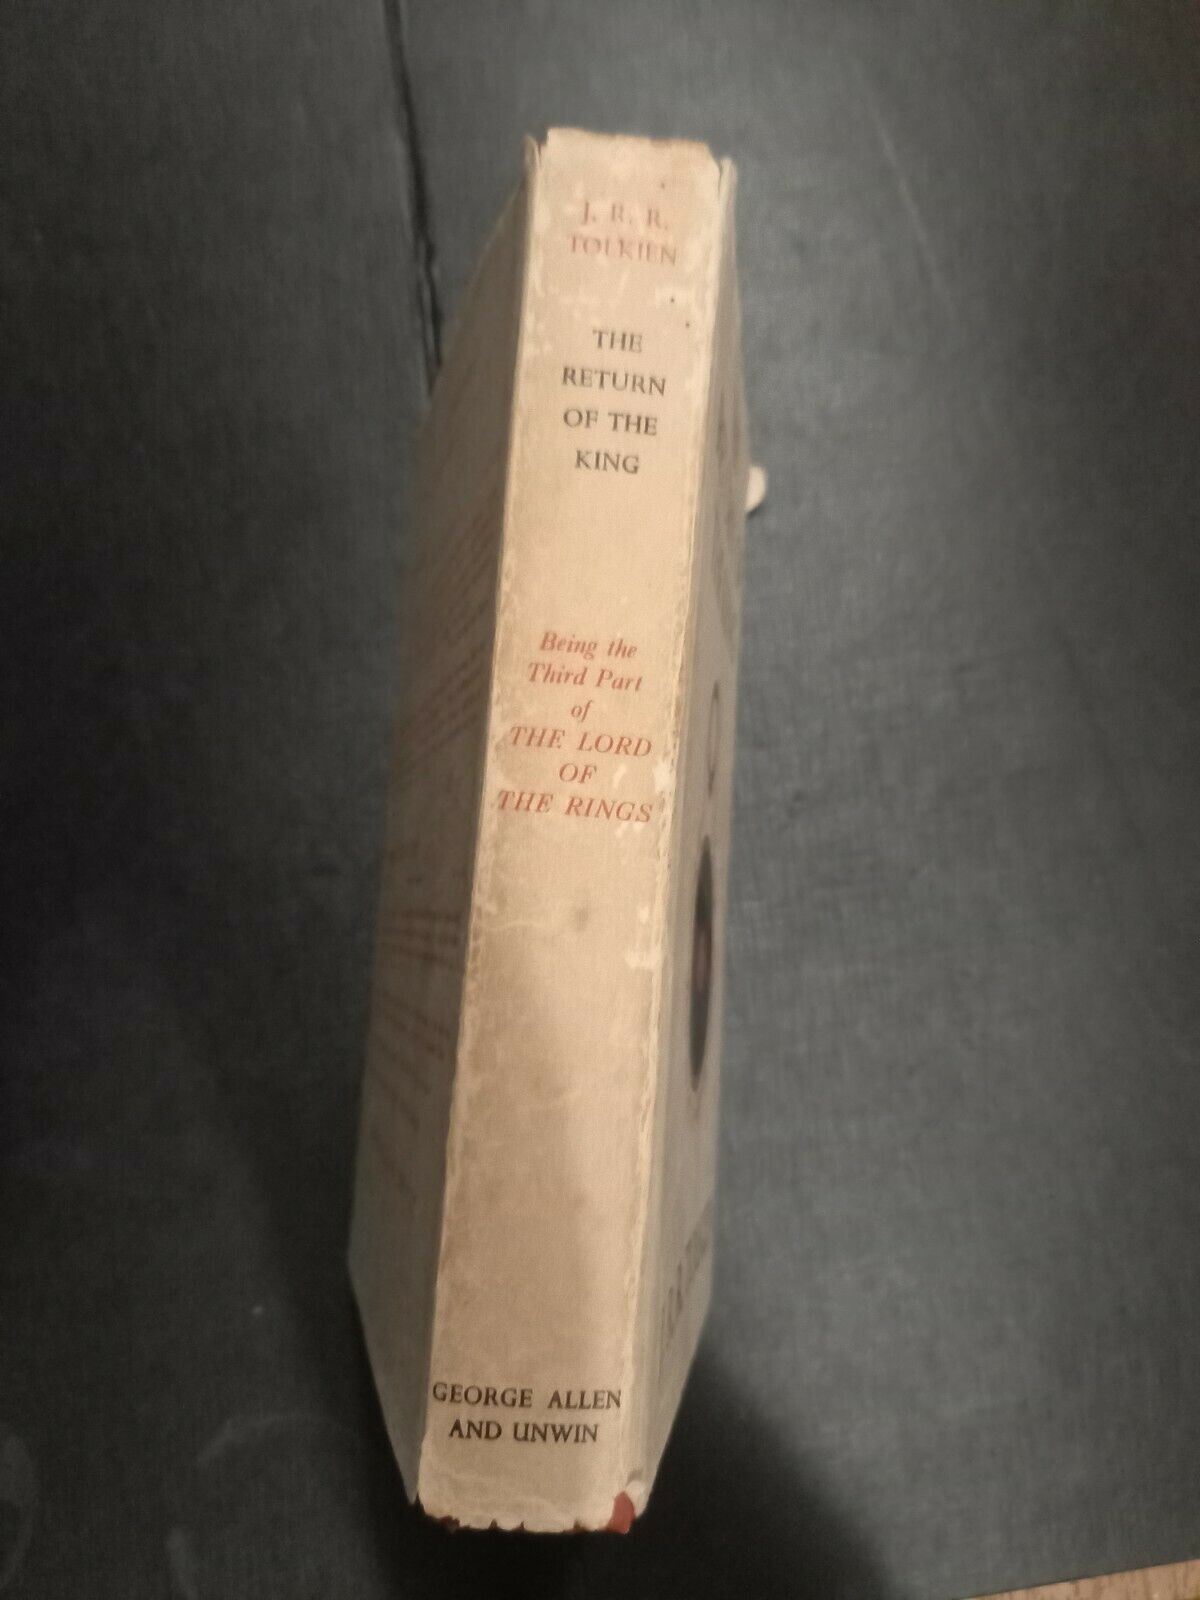 J. R. R.
TOLKIEN
THE
RETURN
OF THE
KING
Being the
Third Part
of
THE LORD
OF
THE RINGS
GEORGE ALLEN
AND UNWIN